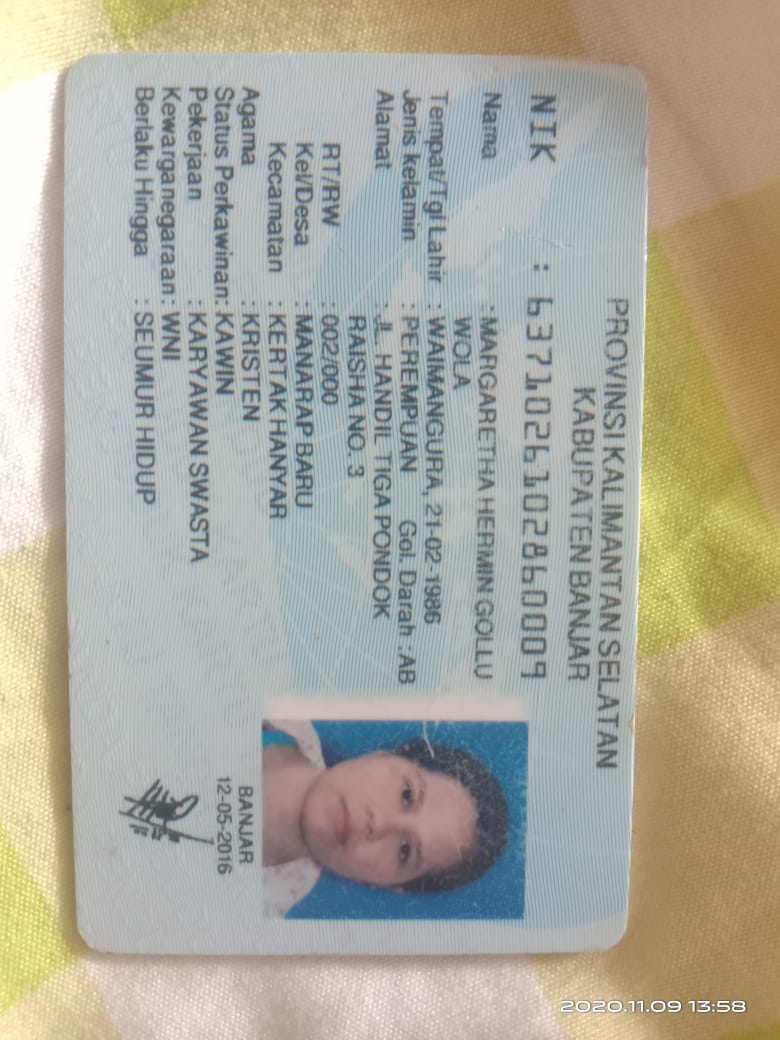 PROVINSI KALIMANTAN SELATAN
KABUPATEN BANJAR
NIK : 6371026102860009
Nama : MARGARETHA HERMIN GOLLU
WOLA
Tempat/Tgl Lahir : WAIMANGURA, 21-02-1986
Jenis kelamin : PEREMPUAN Gol. Darah : AB
Alamat : JL. HANDIL TIGA PONDOK
RAISHA NO. 3
RT/RW : 002/000
Kel/Desa : MANARAP BARU
Kecamatan : KERTAK HANYAR
Agama : KRISTEN
Status Perkawinan: KAWIN
Pekerjaan : KARYAWAN SWASTA
Kewarganegaraan: WNI
Berlaku Hingga : SEUMUR HIDUP
BANJAR
12-05-2016
2020.11.09 13:58